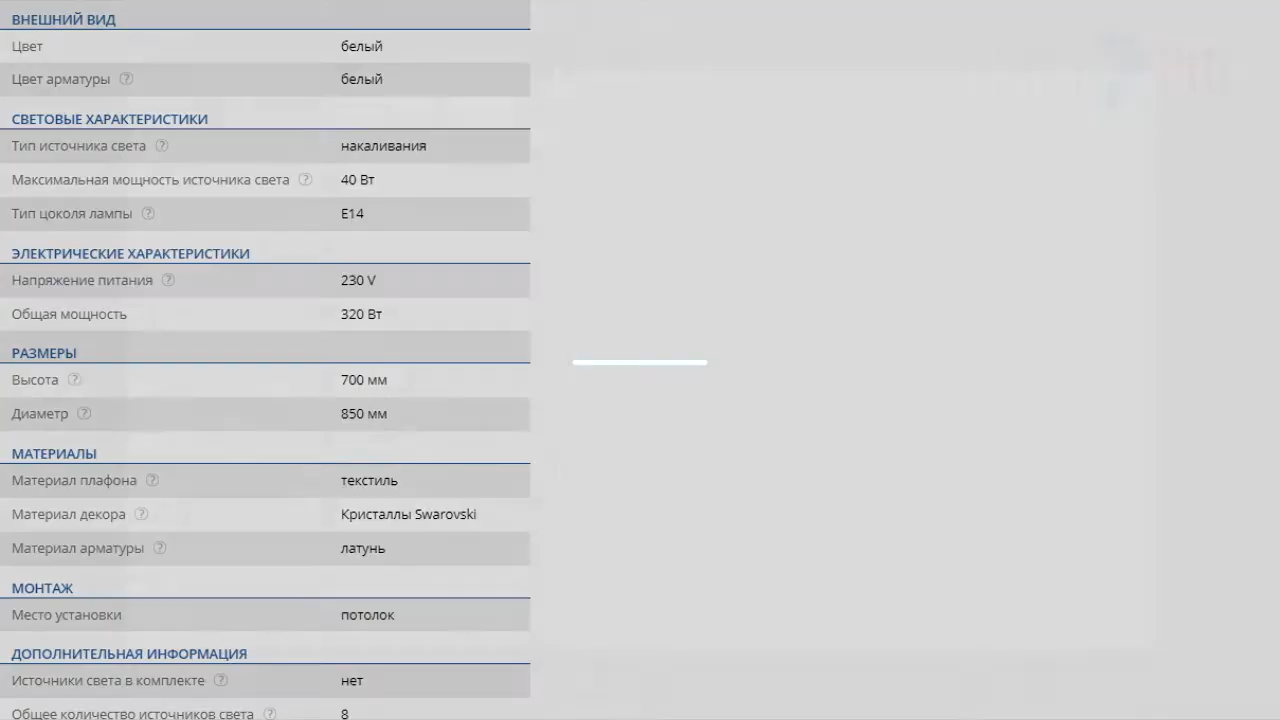 ВНЕШНИЙ ВИД
Цвет белый
Цвет арматуры ? белый
СВЕТОВЫЕ ХАРАКТЕРИСТИКИ
Тип источника света ? накаливания
Максимальная мощность источника света ? 40 Вт
Тип цоколя лампы ? E14
ЭЛЕКТРИЧЕСКИЕ ХАРАКТЕРИСТИКИ
Напряжение питания ? 230 V
Общая мощность 320 Вт
РАЗМЕРЫ
Высота ? 700 мм
Диаметр ? 850 мм
МАТЕРИАЛЫ
Материал плафона ? текстиль
Материал декора ? Кристаллы Swarovski
Материал арматуры ? латунь
МОНТАЖ
Место установки потолок
ДОПОЛНИТЕЛЬНАЯ ИНФОРМАЦИЯ
Источники света в комплекте ? нет
Общее количество источников света ? 8